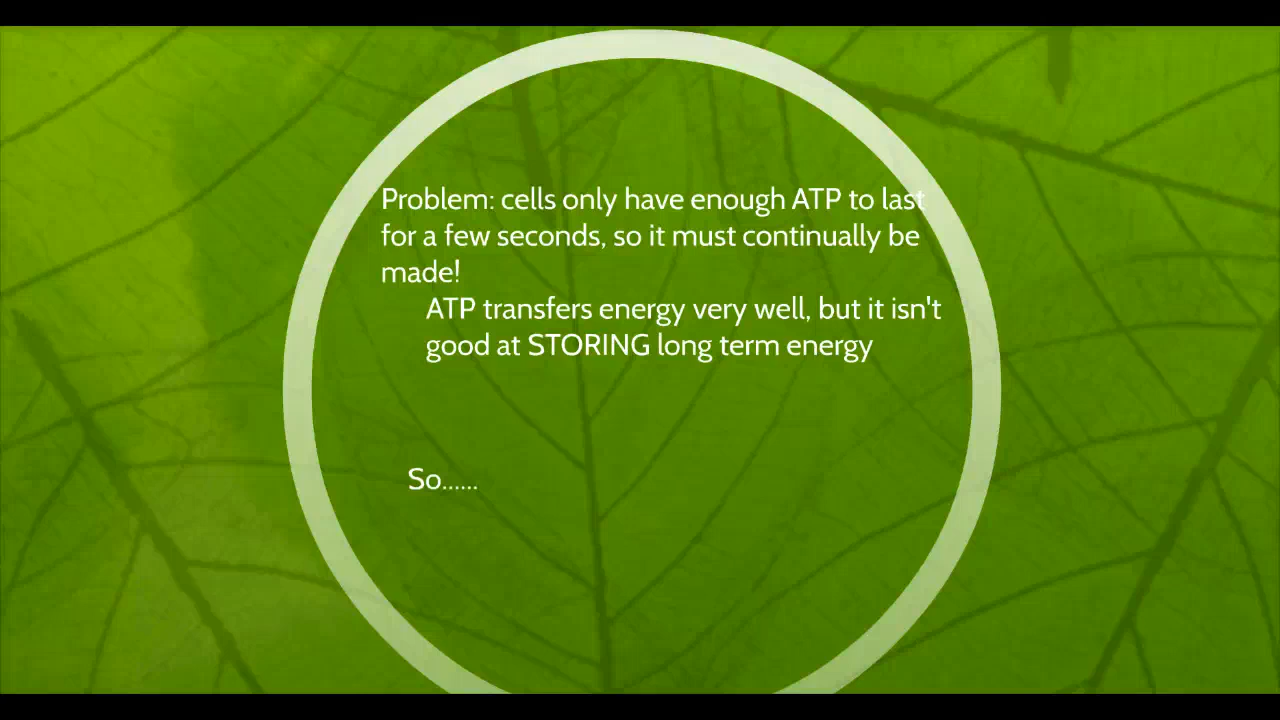 Problem: cells only have enough ATP to last
for a few seconds, so it must continually be
made!
ATP transfers energy very well, but it isn't
good at STORING long term energy
So......